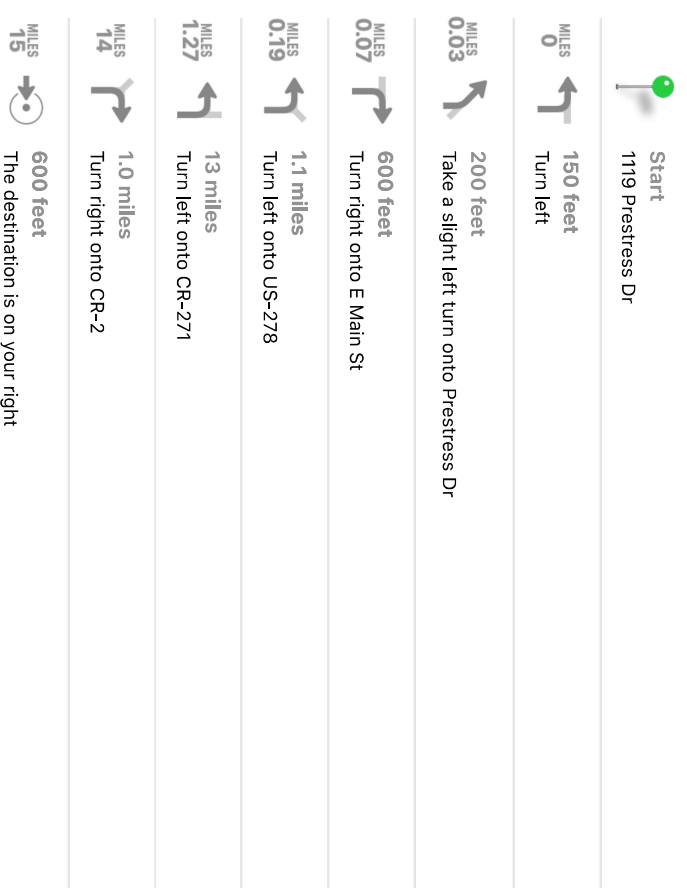 Start
1119 Prestress Dr
MILES
0
150 feet
Turn left
MILES
0.03
200 feet
Take a slight left turn onto Prestress Dr
MILES
0.07
600 feet
Turn right onto E Main St
MILES
0.19
1.1 miles
Turn left onto US-278
MILES
1.27
13 miles
Turn left onto CR-271
MILES
14
1.0 miles
Turn right onto CR-2
MILES
15
600 feet
The destination is on your right